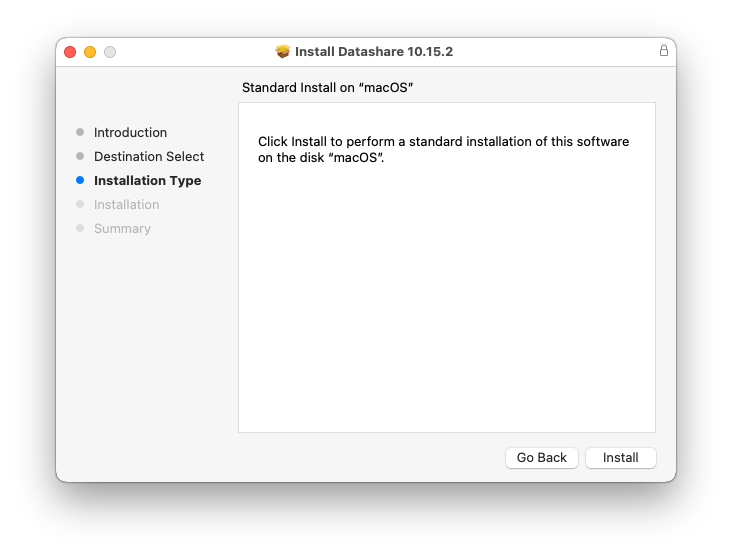 Install Datashare 10.15.2
Standard Install on “macOS”
Introduction
Destination Select
Installation Type
Installation
Summary
Click Install to perform a standard installation of this software
on the disk “macOS”.
Go Back
Install